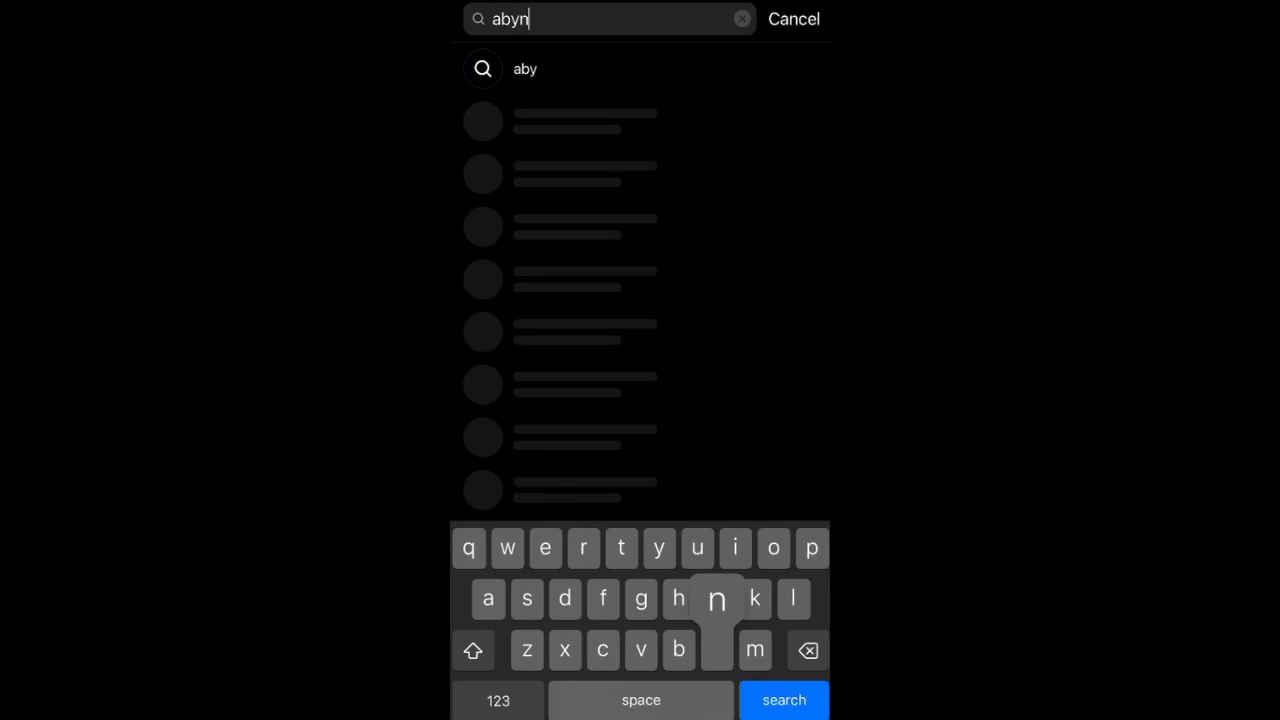 abyn Cancel
aby
q w e r t y u i o p
a s d f g h n k l
z x c v b m
123 space search